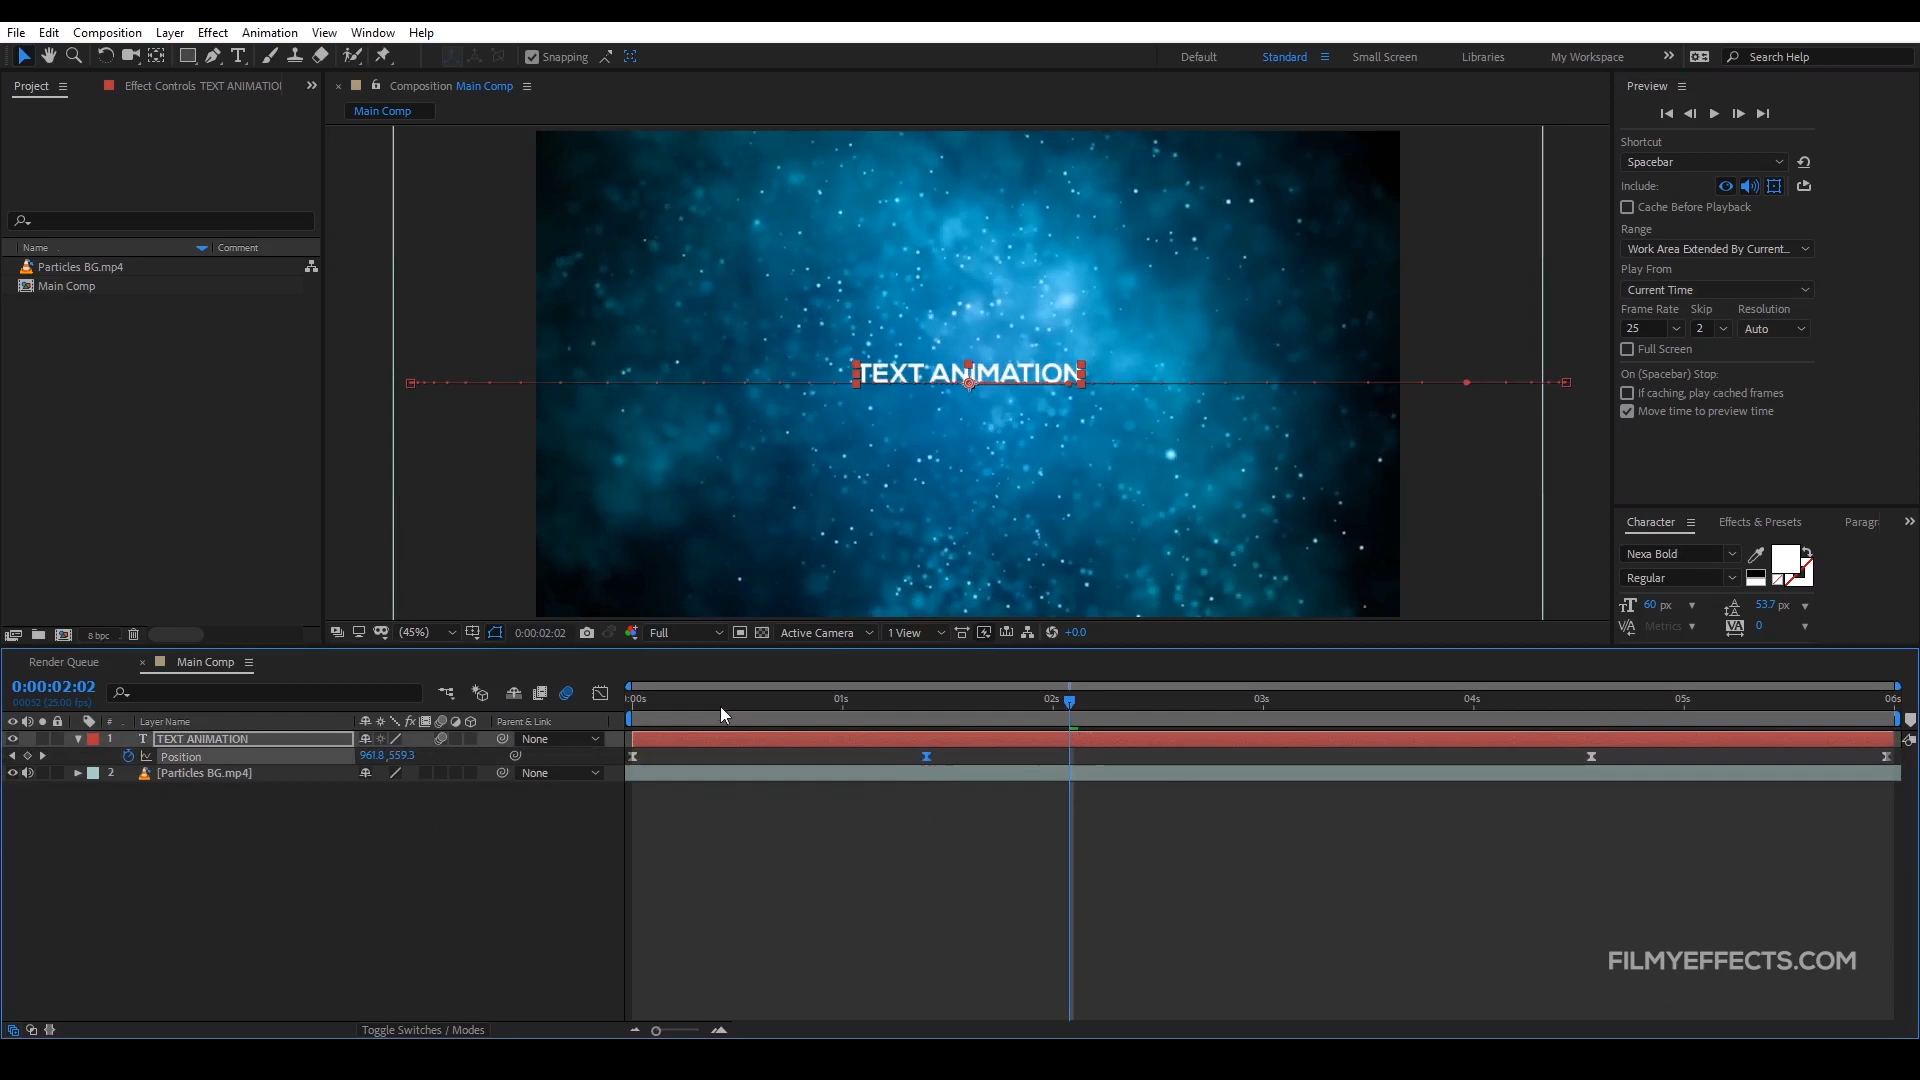 File Edit Composition Layer Effect Animation View Window Help
Snapping
Default Standard Small Screen Libraries My Workspace Search Help
Project Effect Controls TEXT ANIMATIO
Composition Main Comp
Main Comp
Preview
Shortcut
Spacebar
Include:
Cache Before Playback
Range
Work Area Extended By Current...
Play From
Current Time
Frame Rate Skip Resolution
25 2 Auto
Full Screen
On (Spacebar) Stop:
If caching, play cached frames
Move time to preview time
Name Comment
Particles BG.mp4
Main Comp
TEXT ANIMATION
Character Effects & Presets Paragr
Nexa Bold
Regular
60 px 53.7 px
Metrics 0
8 bpc
(45%) 0:00:02:02 Full Active Camera 1 View +0.0
Render Queue Main Comp
0:00:02:02
00052 (25.00 fps)
:00s 01s 02s 03s 04s 05s 06s
# Layer Name fx Parent & Link
1 T TEXT ANIMATION None
Position 961.8,559.3
2 [Particles BG.mp4] None
FILMYEFFECTS.COM
Toggle Switches / Modes